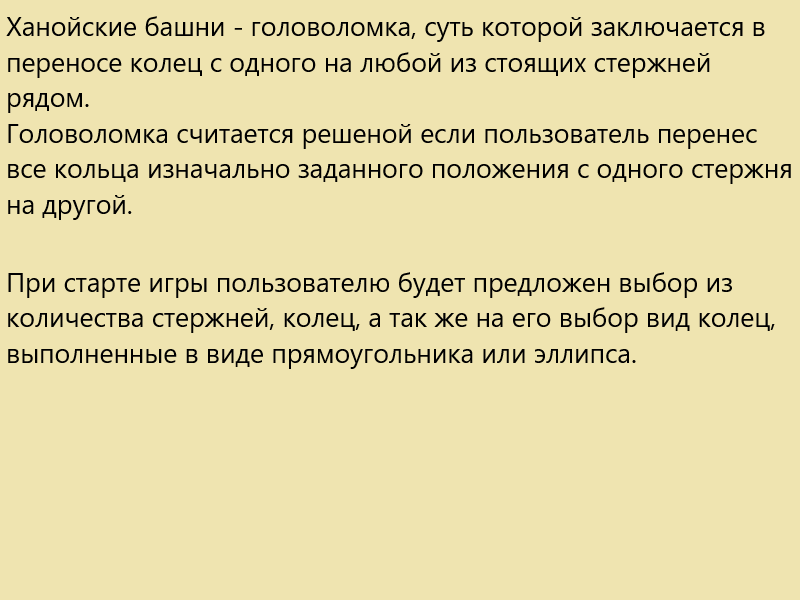 Ханойские башни - головоломка, суть которой заключается в
переносе колец с одного на любой из стоящих стержней
рядом.
Головоломка считается решеной если пользователь перенес
все кольца изначально заданного положения с одного стержня
на другой.
При старте игры пользователю будет предложен выбор из
количества стержней, колец, а так же на его выбор вид колец,
выполненные в виде прямоугольника или эллипса.